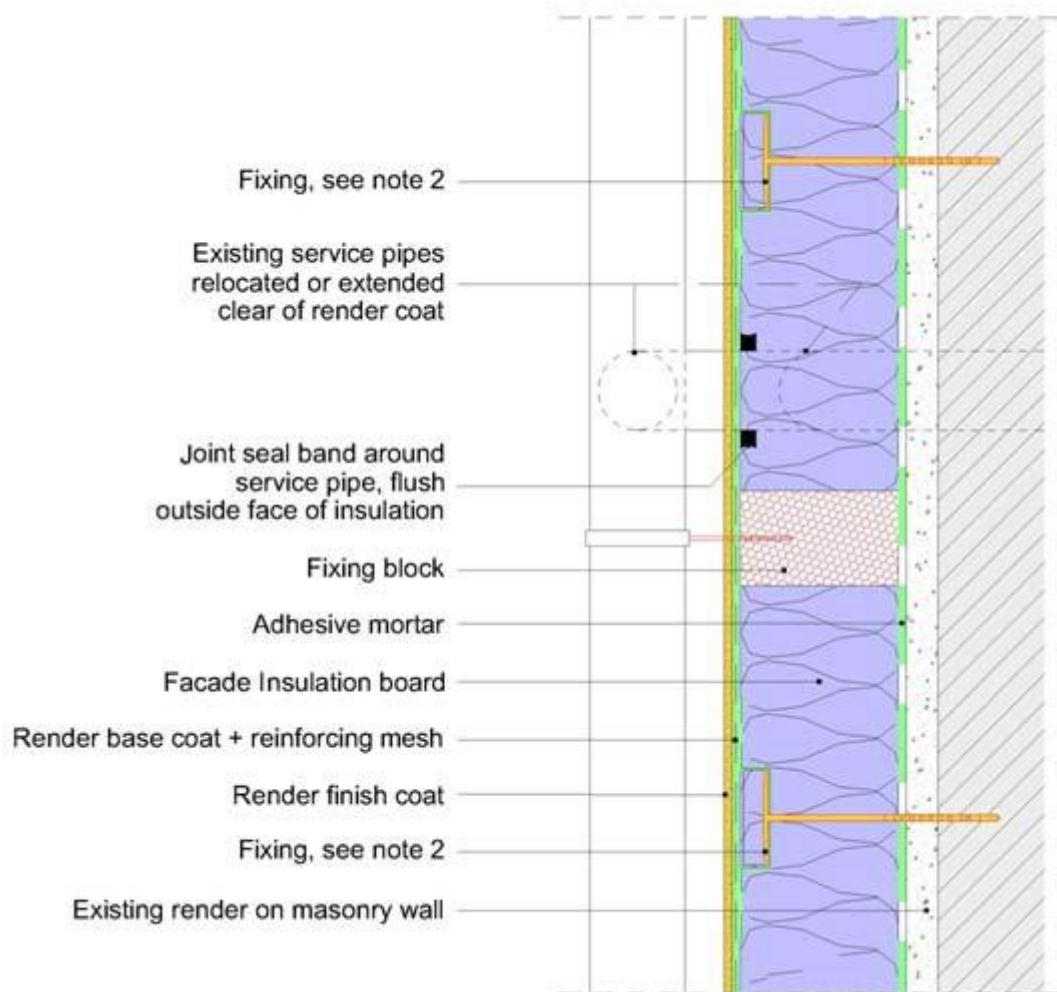 Fixing, see note 2
Existing service pipes
relocated or extended
clear of render coat
Joint seal band around
service pipe, flush
outside face of insulation
Fixing block
Adhesive mortar
Facade Insulation board
Render base coat + reinforcing mesh
Render finish coat
Fixing, see note 2
Existing render on masonry wall